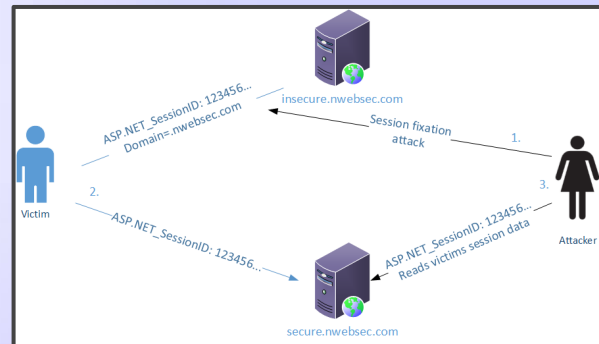 insecure.nwebsec.com
ASP.NET_SessionID: 123456...
Domain=.nwebsec.com
Session fixation
attack
1.
2.
3.
Victim
Attacker
ASP.NET_SessionID: 123456...
ASP.NET_SessionID: 123456...
Reads victims session data
secure.nwebsec.com